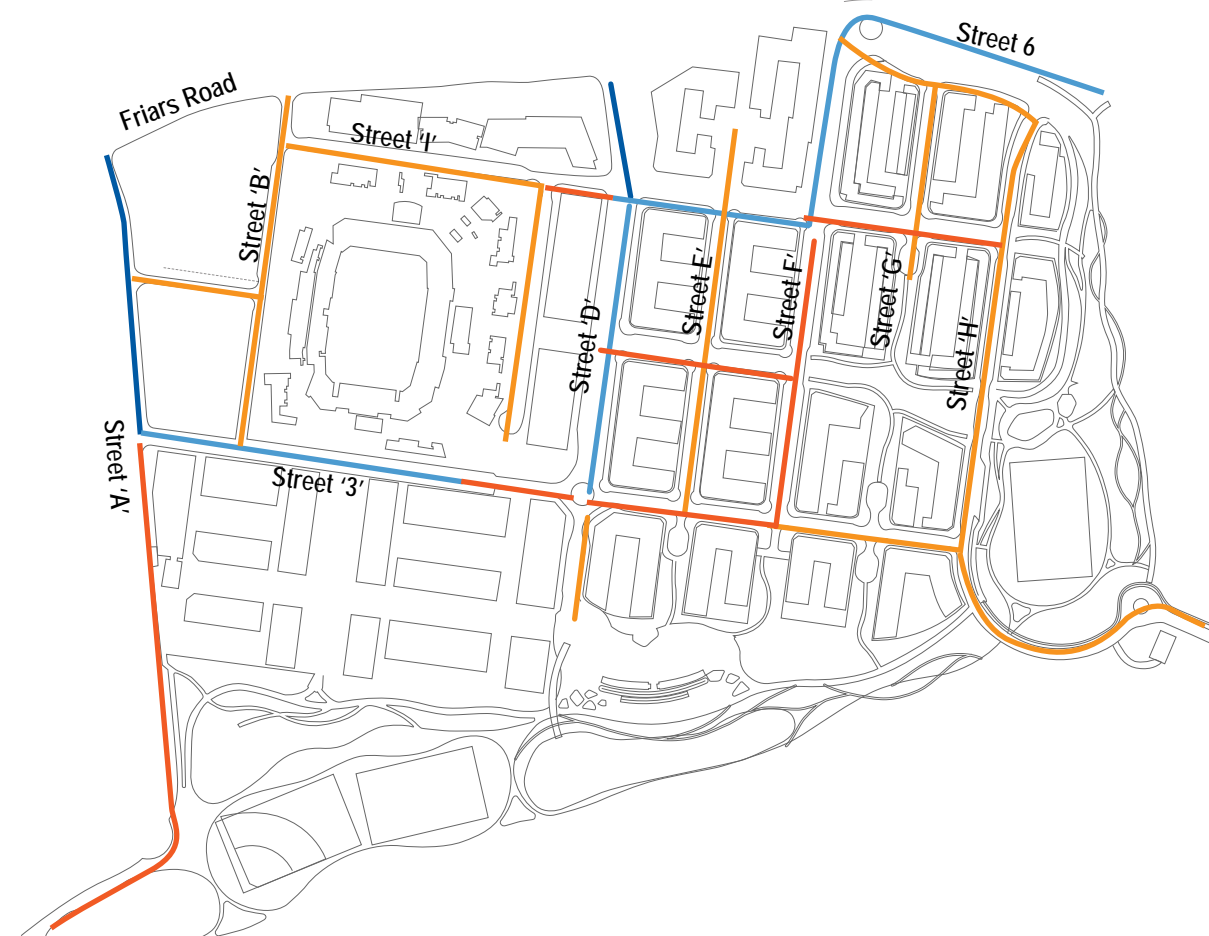 Street 6
Friars Road
Street ‘I’
Street ‘B’
Street ‘D’
Street E’
Street F’
Street ‘G’
Street ‘H’
Street ‘A’
Street ‘3’